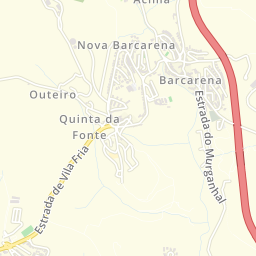 Nova Barcarena
Barcarena
Outeiro
Quinta da
Fonte
Estrada do Murganhal
Estrada de Vila Fria